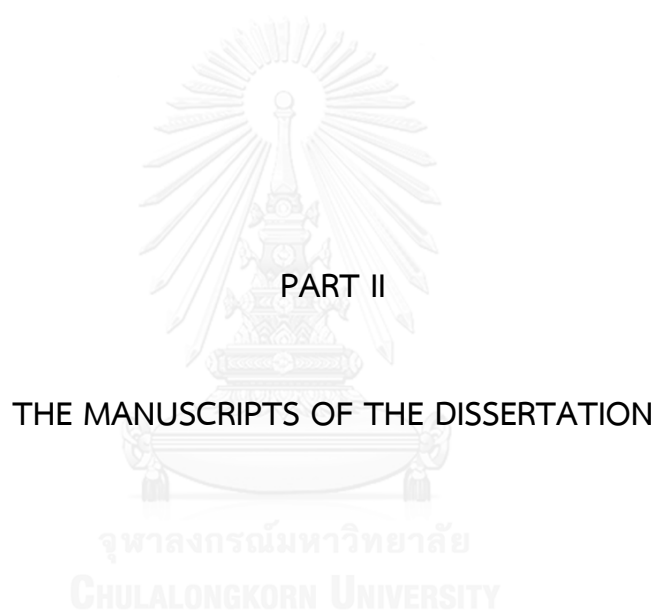 PART II
THE MANUSCRIPTS OF THE DISSERTATION
จุฬาลงกรณ์มหาวิทยาลัย
CHULALONGKORN UNIVERSITY